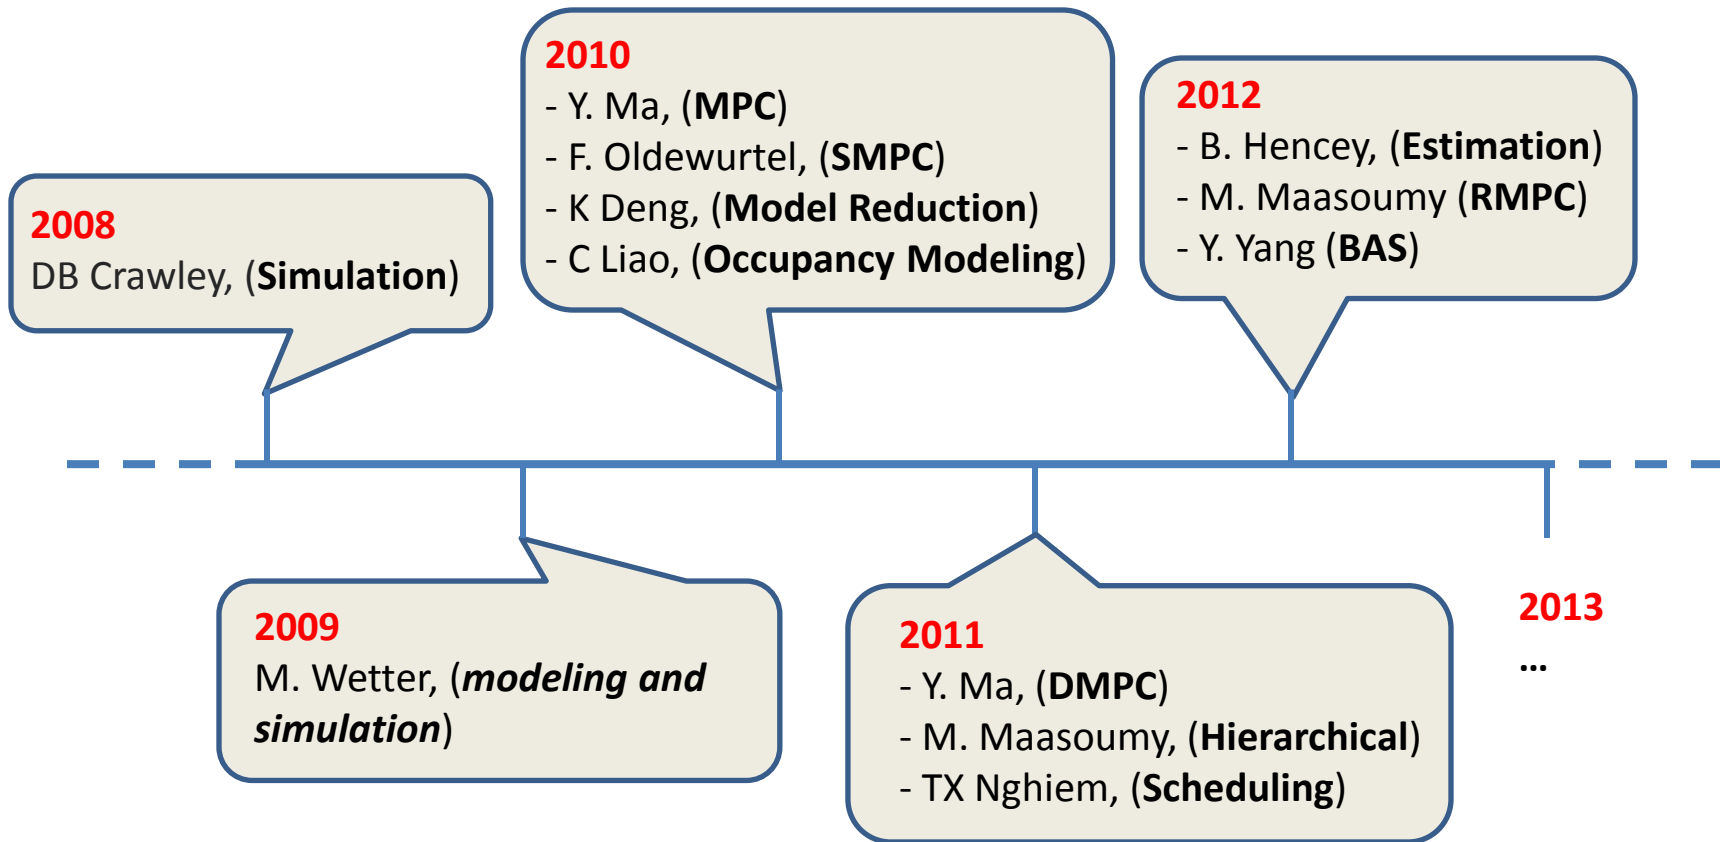 2008
DB Crawley, (Simulation)
2010
- Y. Ma, (MPC)
- F. Oldewurtel, (SMPC)
- K Deng, (Model Reduction)
- C Liao, (Occupancy Modeling)
2012
- B. Hencey, (Estimation)
- M. Maasoumy (RMPC)
- Y. Yang (BAS)
2009
M. Wetter, (modeling and
simulation)
2011
- Y. Ma, (DMPC)
- M. Maasoumy, (Hierarchical)
- TX Nghiem, (Scheduling)
2013
...